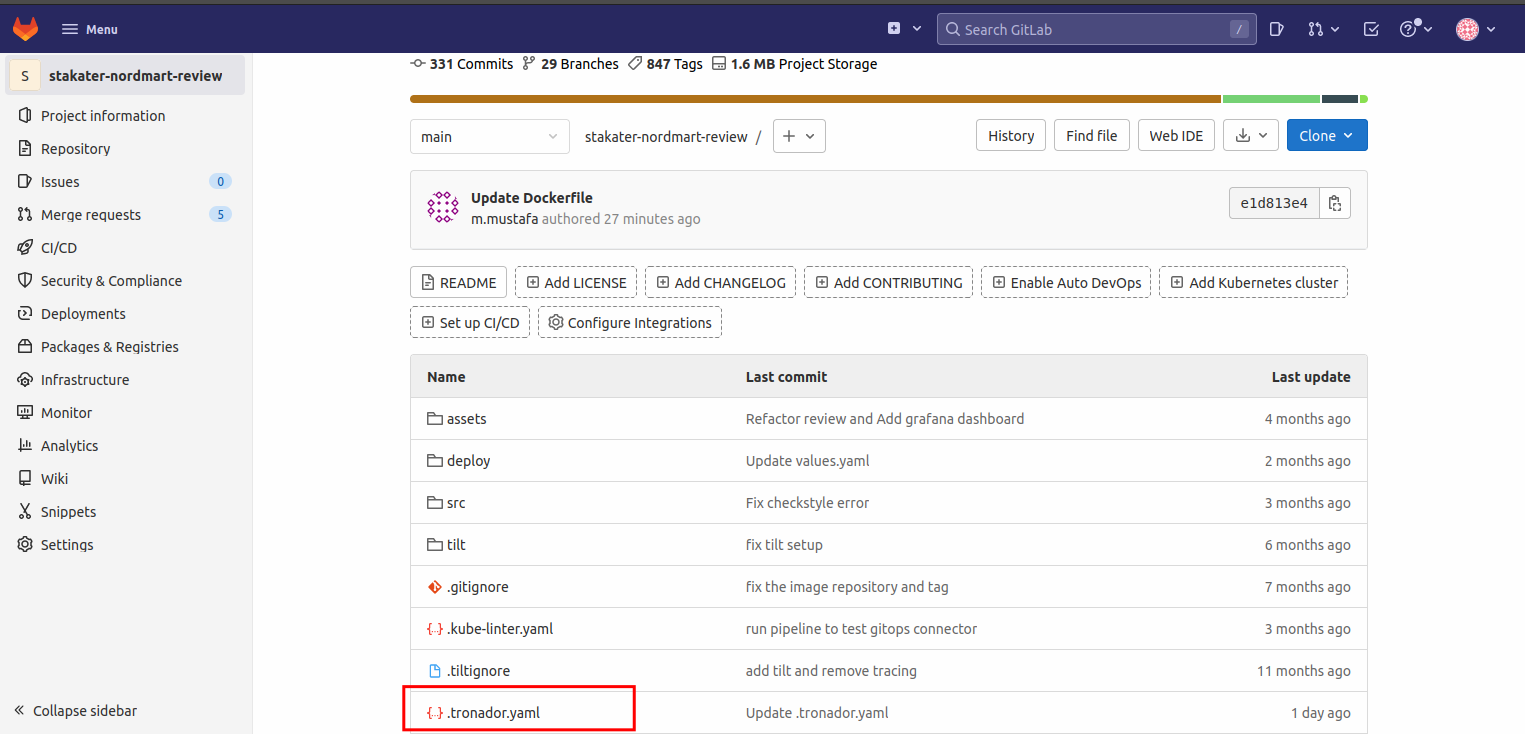 Menu
Search GitLab /
S stakater-nordmart-review
Project information
Repository
Issues 0
Merge requests 5
CI/CD
Security & Compliance
Deployments
Packages & Registries
Infrastructure
Monitor
Analytics
Wiki
Snippets
Settings
Collapse sidebar
331 Commits 29 Branches 847 Tags 1.6 MB Project Storage
main stakater-nordmart-review / History Find file Web IDE Clone
Update Dockerfile
m.mustafa authored 27 minutes ago
e1d813e4
README Add LICENSE Add CHANGELOG Add CONTRIBUTING Enable Auto DevOps Add Kubernetes cluster
Set up CI/CD Configure Integrations
Name Last commit Last update
assets Refactor review and Add grafana dashboard 4 months ago
deploy Update values.yaml 2 months ago
src Fix checkstyle error 3 months ago
tilt fix tilt setup 6 months ago
.gitignore fix the image repository and tag 7 months ago
.kube-linter.yaml run pipeline to test gitops connector 3 months ago
.tiltignore add tilt and remove tracing 11 months ago
.tronador.yaml Update .tronador.yaml 1 day ago